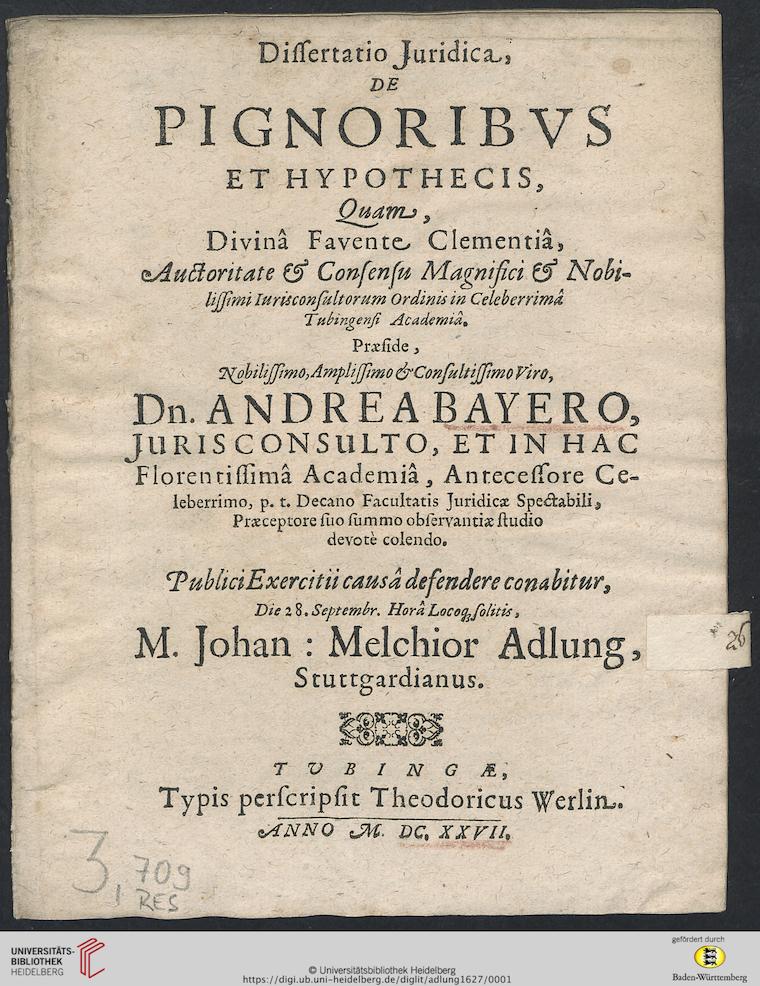 Dissertatio Juridica,
DE
PIGNORIBVS
ET HYPOTHECIS,
Quam,
Divinâ Favente Clementiâ,
Auctoritate & Consensu Magnifici & Nobi-
lissimi Iurisconsultorum Ordinis in Celeberrimâ
Tubingensi Academiâ.
Præside,
Nobilissimo, Amplissimo & Consultissimo Viro,
Dn. ANDREA BAYERO,
JURISCONSULTO, ET IN HAC
Florentissimâ Academiâ, Antecessore Ce-
leberrimo, p. t. Decano Facultatis Juridicæ Spectabili,
Præceptore suo summo observantiæ studio
devotè colendo.
Publici Exercitii causâ defendere conabitur,
Die 28. Septembr. Horâ Locoq; solitis,
M. Johan: Melchior Adlung,
Stuttgardianus.
26
TUBINGÆ,
Typis perscripsit Theodoricus Werlin.
ANNO M. DC. XXVII.
3,709
RES
UNIVERSITÄTS-
BIBLIOTHEK
HEIDELBERG
© Universitätsbibliothek Heidelberg
https://digi.ub.uni-heidelberg.de/diglit/adlung1627/0001
gefördert durch
Baden-Württemberg